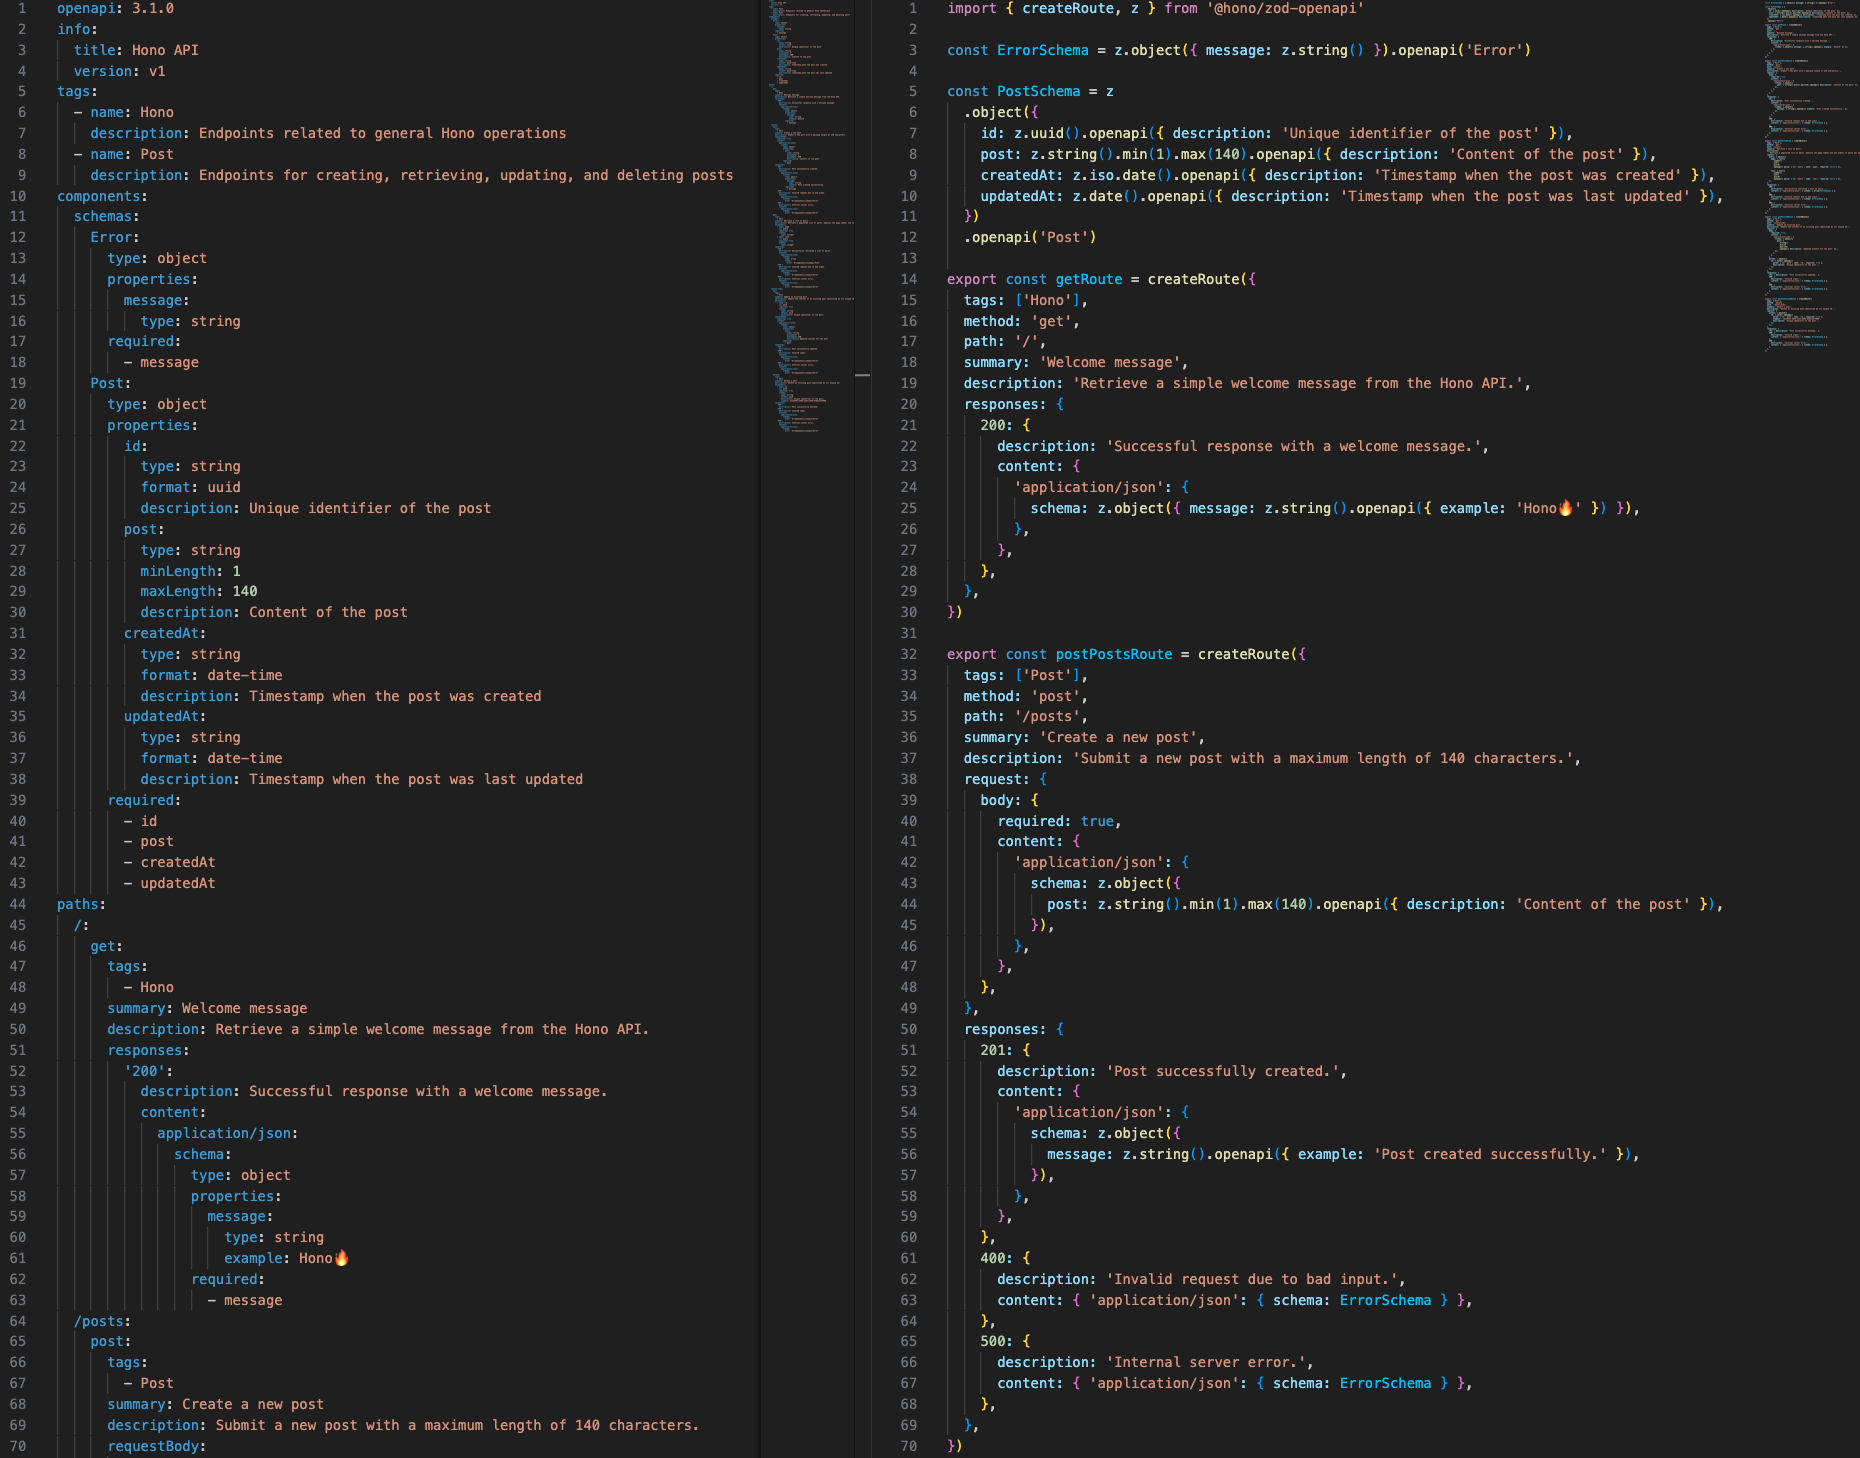 1 openapi: 3.1.0
2 info:
3   title: Hono API
4   version: v1
5 tags:
6   - name: Hono
7     description: Endpoints related to general Hono operations
8   - name: Post
9     description: Endpoints for creating, retrieving, updating, and deleting posts
10 components:
11   schemas:
12     Error:
13       type: object
14       properties:
15         message:
16           type: string
17       required:
18         - message
19     Post:
20       type: object
21       properties:
22         id:
23           type: string
24           format: uuid
25           description: Unique identifier of the post
26         post:
27           type: string
28           minLength: 1
29           maxLength: 140
30           description: Content of the post
31         createdAt:
32           type: string
33           format: date-time
34           description: Timestamp when the post was created
35         updatedAt:
36           type: string
37           format: date-time
38           description: Timestamp when the post was last updated
39       required:
40         - id
41         - post
42         - createdAt
43         - updatedAt
44 paths:
45   /:
46     get:
47       tags:
48         - Hono
49       summary: Welcome message
50       description: Retrieve a simple welcome message from the Hono API.
51       responses:
52         '200':
53           description: Successful response with a welcome message.
54           content:
55             application/json:
56               schema:
57                 type: object
58                 properties:
59                   message:
60                     type: string
61                     example: Hono🔥
62                 required:
63                   - message
64   /posts:
65     post:
66       tags:
67         - Post
68       summary: Create a new post
69       description: Submit a new post with a maximum length of 140 characters.
70       requestBody:
1 import { createRoute, z } from '@hono/zod-openapi'
2
3 const ErrorSchema = z.object({ message: z.string() }).openapi('Error')
4
5 const PostSchema = z
6   .object({
7     id: z.uuid().openapi({ description: 'Unique identifier of the post' }),
8     post: z.string().min(1).max(140).openapi({ description: 'Content of the post' }),
9     createdAt: z.iso.date().openapi({ description: 'Timestamp when the post was created' }),
10     updatedAt: z.date().openapi({ description: 'Timestamp when the post was last updated' }),
11   })
12   .openapi('Post')
13
14 export const getRoute = createRoute({
15   tags: ['Hono'],
16   method: 'get',
17   path: '/',
18   summary: 'Welcome message',
19   description: 'Retrieve a simple welcome message from the Hono API.',
20   responses: {
21     200: {
22       description: 'Successful response with a welcome message.',
23       content: {
24         'application/json': {
25           schema: z.object({ message: z.string().openapi({ example: 'Hono🔥' }) }),
26         },
27       },
28     },
29   },
30 })
31
32 export const postPostsRoute = createRoute({
33   tags: ['Post'],
34   method: 'post',
35   path: '/posts',
36   summary: 'Create a new post',
37   description: 'Submit a new post with a maximum length of 140 characters.',
38   request: {
39     body: {
40       required: true,
41       content: {
42         'application/json': {
43           schema: z.object({
44             post: z.string().min(1).max(140).openapi({ description: 'Content of the post' }),
45           }),
46         },
47       },
48     },
49   },
50   responses: {
51     201: {
52       description: 'Post successfully created.',
53       content: {
54         'application/json': {
55           schema: z.object({
56             message: z.string().openapi({ example: 'Post created successfully.' }),
57           }),
58         },
59       },
60     },
61     400: {
62       description: 'Invalid request due to bad input.',
63       content: { 'application/json': { schema: ErrorSchema } },
64     },
65     500: {
66       description: 'Internal server error.',
67       content: { 'application/json': { schema: ErrorSchema } },
68     },
69   },
70 })